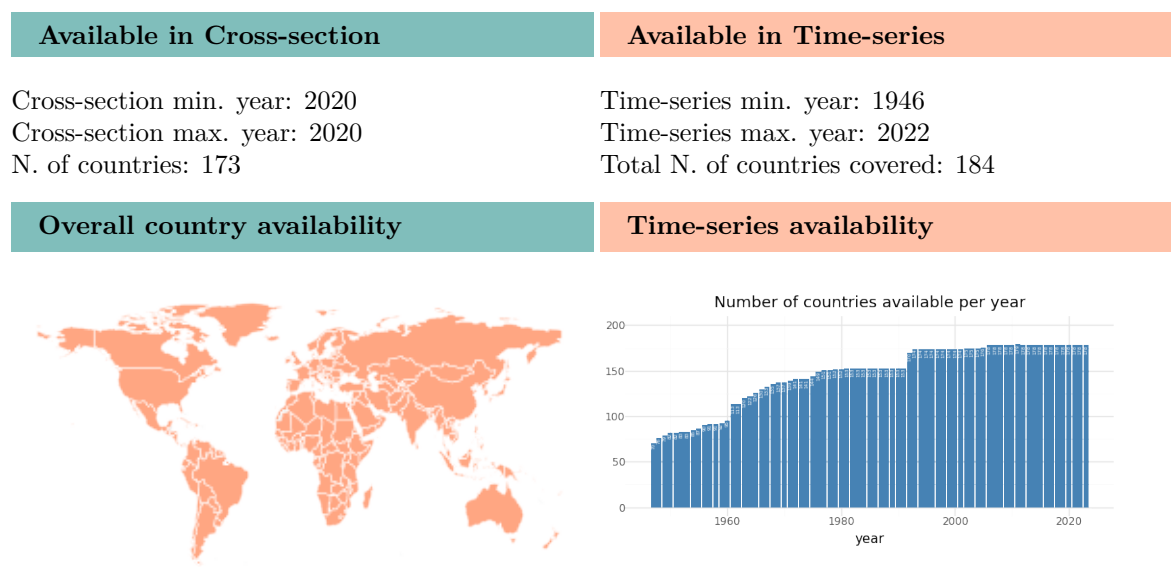 Available in Cross-section
Available in Time-series
Cross-section min. year: 2020
Cross-section max. year: 2020
N. of countries: 173
Time-series min. year: 1946
Time-series max. year: 2022
Total N. of countries covered: 184
Overall country availability
Time-series availability
Number of countries available per year
200
150
100
50
0
1960 1980 2000 2020
year